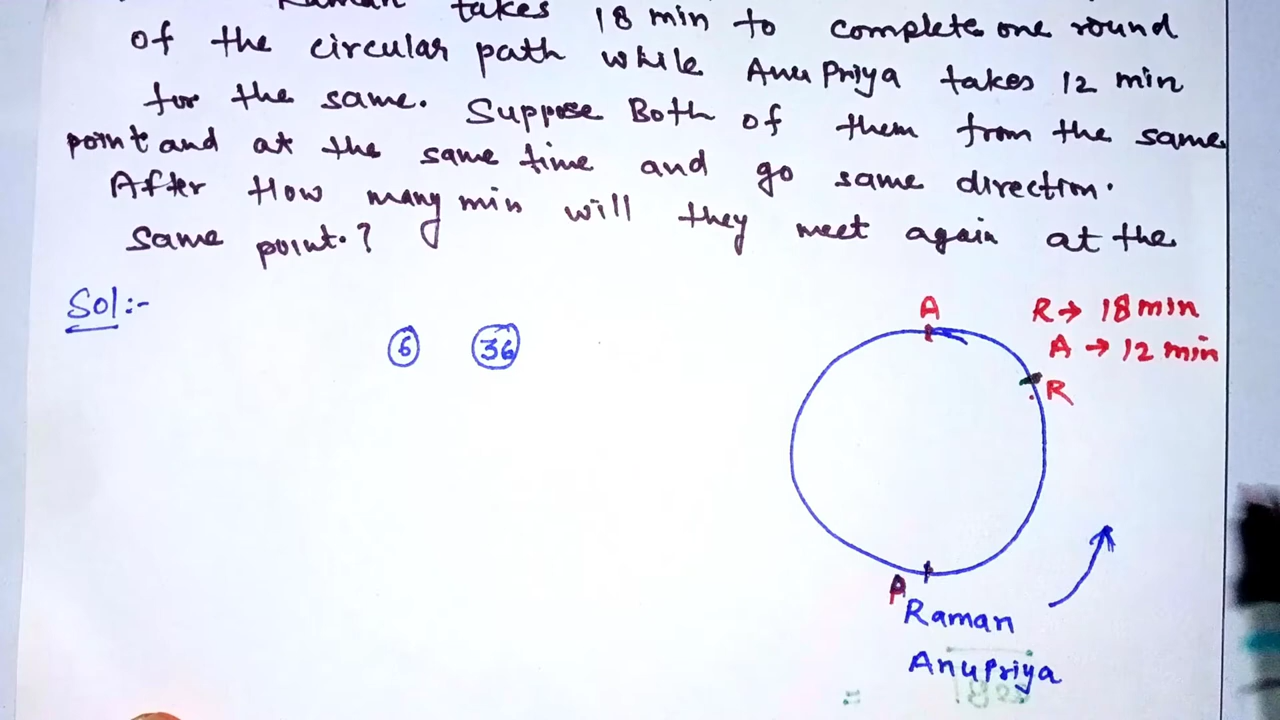 Raman takes 18 min to complete one round
of the circular path while AnuPriya takes 12 min
for the same. Suppose Both of them from the same
point and at the same time and go same direction.
After How many min will they meet again at the
same point.?
Sol:-
6 36
A
R → 18 min
A → 12 min
R
A
Raman
AnuPriya